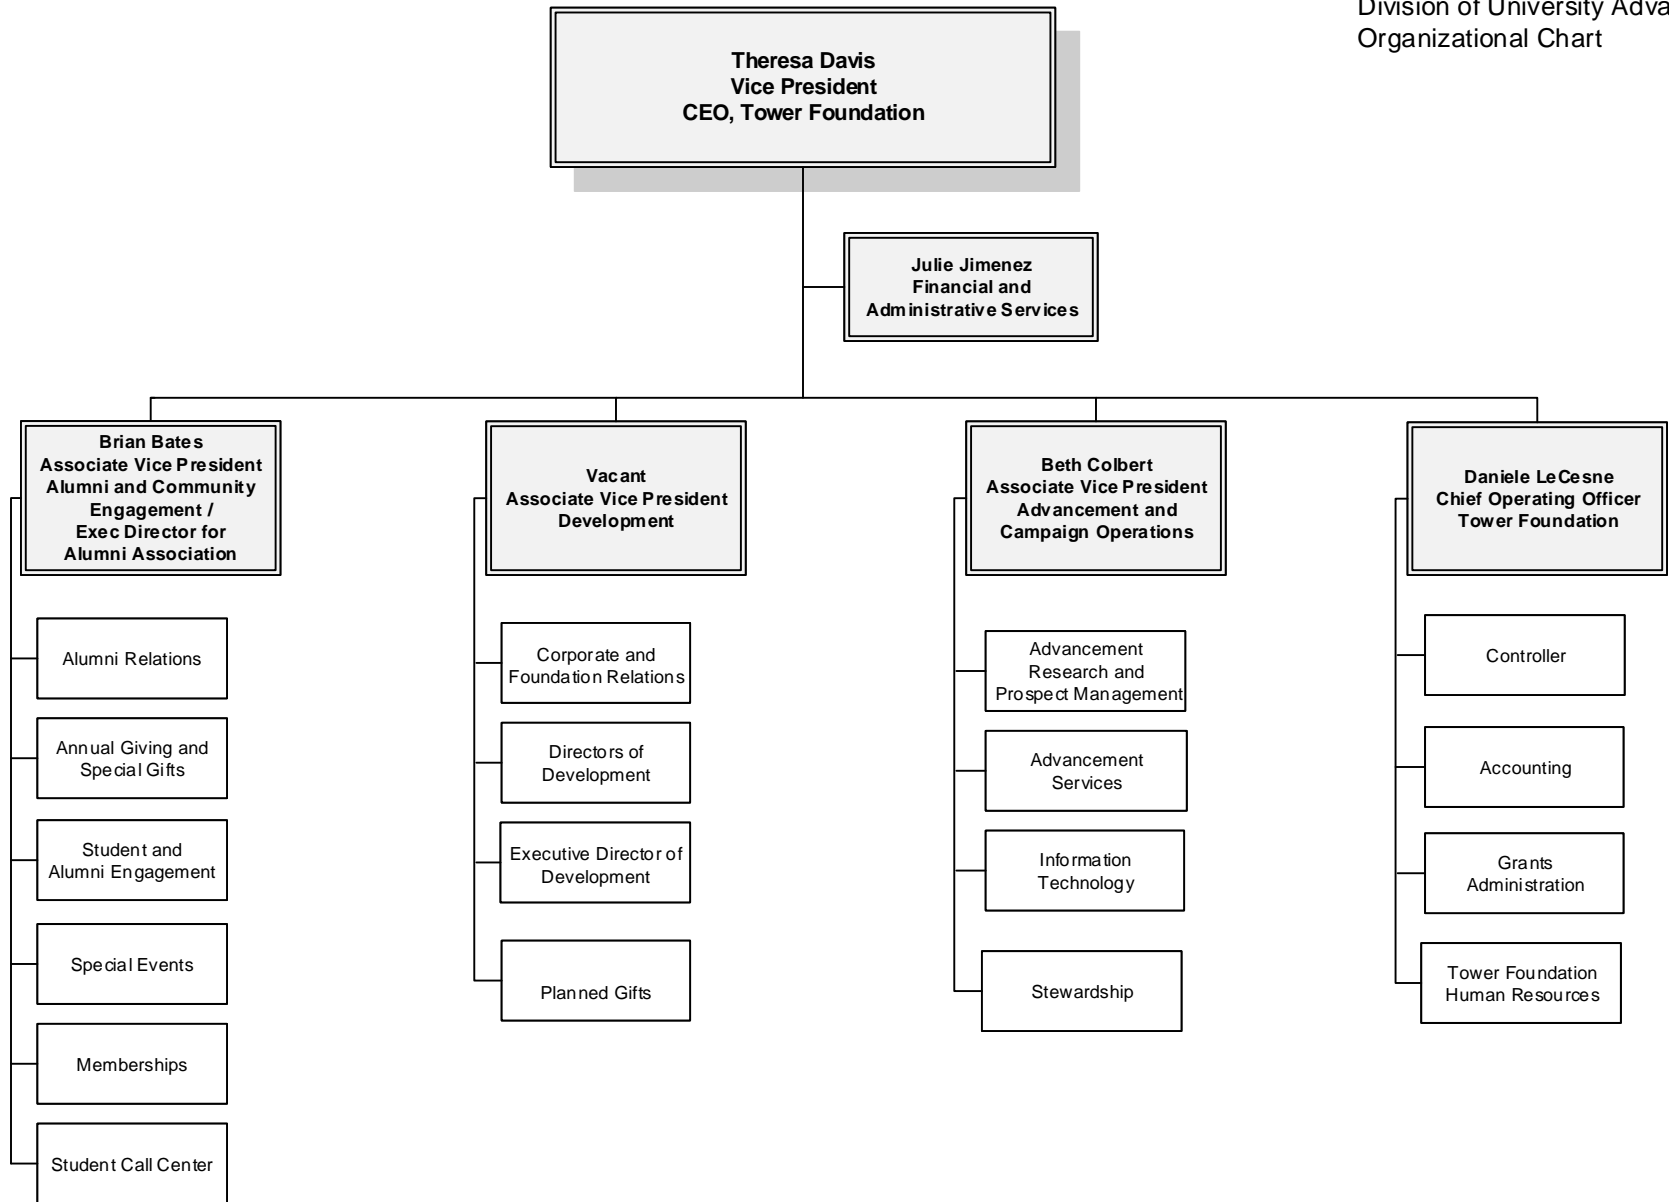 Division of University Adva
Organizational Chart
Theresa Davis
Vice President
CEO, Tower Foundation
Julie Jimenez
Financial and
Administrative Services
Brian Bates
Associate Vice President
Alumni and Community
Engagement /
Exec Director for
Alumni Association
Alumni Relations
Annual Giving and
Special Gifts
Student and
Alumni Engagement
Special Events
Memberships
Student Call Center
Vacant
Associate Vice President
Development
Corporate and
Foundation Relations
Directors of
Development
Executive Director of
Development
Planned Gifts
Beth Colbert
Associate Vice President
Advancement and
Campaign Operations
Advancement
Research and
Prospect Management
Advancement
Services
Information
Technology
Stewardship
Daniele LeCesne
Chief Operating Officer
Tower Foundation
Controller
Accounting
Grants
Administration
Tower Foundation
Human Resources